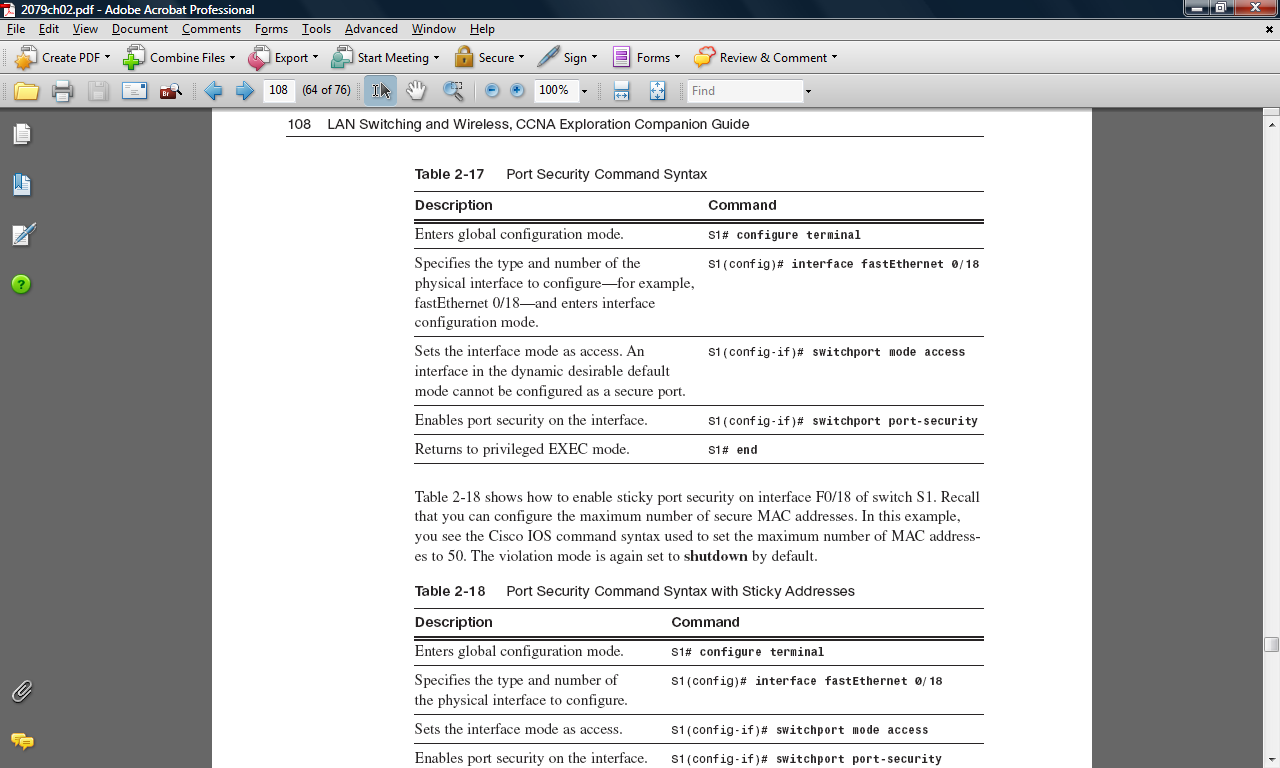 2079ch02.pdf - Adobe Acrobat Professional
File Edit View Document Comments Forms Tools Advanced Window Help
Create PDF Combine Files Export Start Meeting Secure Sign Forms Review & Comment
108 (64 of 76) 100% Find
108 LAN Switching and Wireless, CCNA Exploration Companion Guide
Table 2-17 Port Security Command Syntax
Description Command
Enters global configuration mode. S1# configure terminal
Specifies the type and number of the S1(config)# interface fastEthernet 0/18
physical interface to configure—for example,
fastEthernet 0/18—and enters interface
configuration mode.
Sets the interface mode as access. An S1(config-if)# switchport mode access
interface in the dynamic desirable default
mode cannot be configured as a secure port.
Enables port security on the interface. S1(config-if)# switchport port-security
Returns to privileged EXEC mode. S1# end
Table 2-18 shows how to enable sticky port security on interface F0/18 of switch S1. Recall
that you can configure the maximum number of secure MAC addresses. In this example,
you see the Cisco IOS command syntax used to set the maximum number of MAC address-
es to 50. The violation mode is again set to shutdown by default.
Table 2-18 Port Security Command Syntax with Sticky Addresses
Description Command
Enters global configuration mode. S1# configure terminal
Specifies the type and number of S1(config)# interface fastEthernet 0/18
the physical interface to configure.
Sets the interface mode as access. S1(config-if)# switchport mode access
Enables port security on the interface. S1(config-if)# switchport port-security